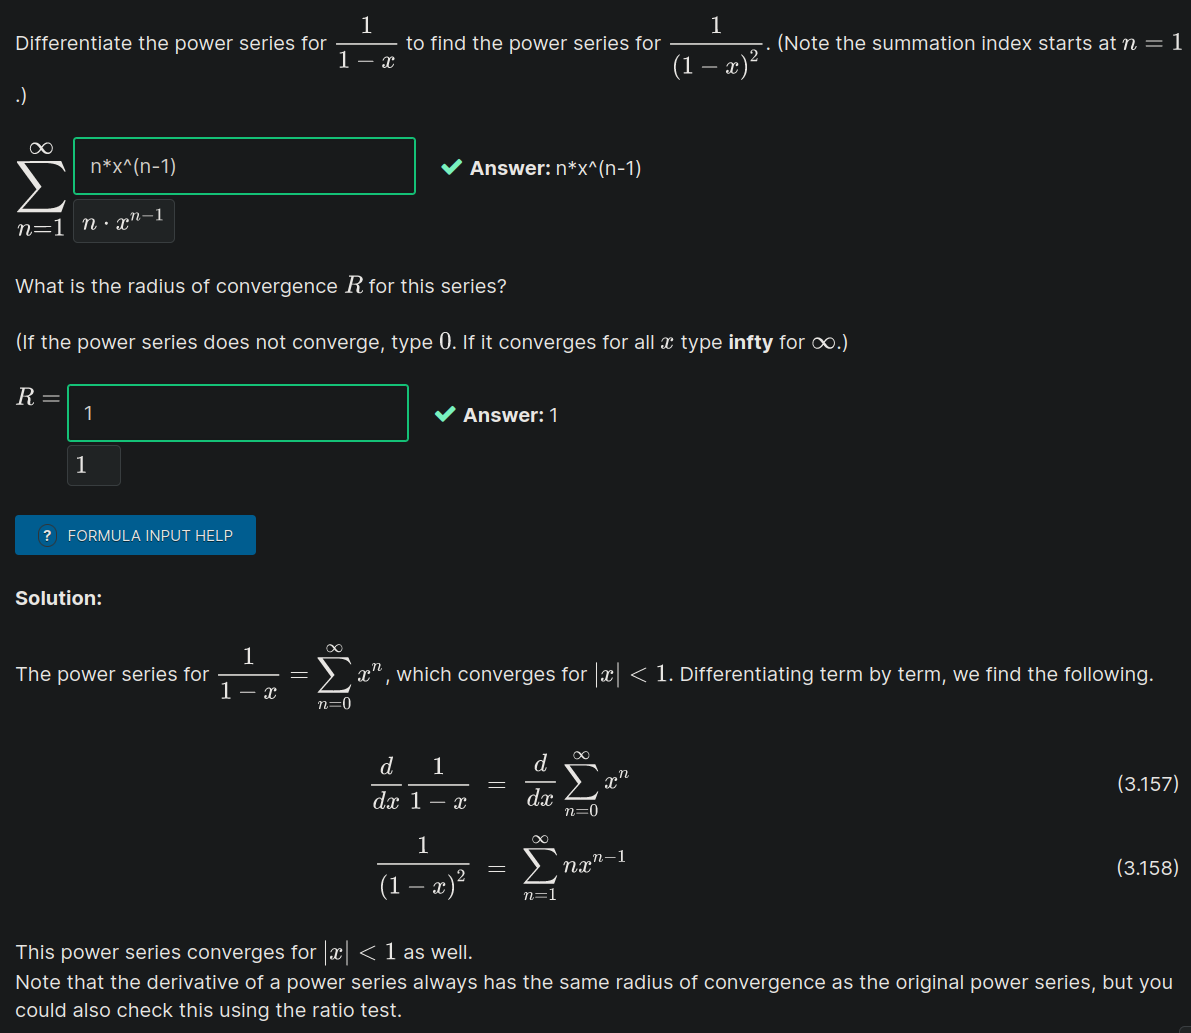 Differentiate the power series for $\frac{1}{1-x}$ to find the power series for $\frac{1}{(1-x)^2}$. (Note the summation index starts at $n = 1$
.)
$\sum_{n=1}^{\infty}$ n*x^(n-1) ✔ Answer: n*x^(n-1)
$n \cdot x^{n-1}$
What is the radius of convergence $R$ for this series?
(If the power series does not converge, type $0$. If it converges for all $x$ type infty for $\infty$.)
$R =$ 1 ✔ Answer: 1
1
? FORMULA INPUT HELP
Solution:
The power series for $\frac{1}{1-x} = \sum_{n=0}^{\infty} x^n$, which converges for $|x| < 1$. Differentiating term by term, we find the following.
$\frac{d}{dx} \frac{1}{1-x} = \frac{d}{dx} \sum_{n=0}^{\infty} x^n$ (3.157)
$\frac{1}{(1-x)^2} = \sum_{n=1}^{\infty} nx^{n-1}$ (3.158)
This power series converges for $|x| < 1$ as well.
Note that the derivative of a power series always has the same radius of convergence as the original power series, but you
could also check this using the ratio test.